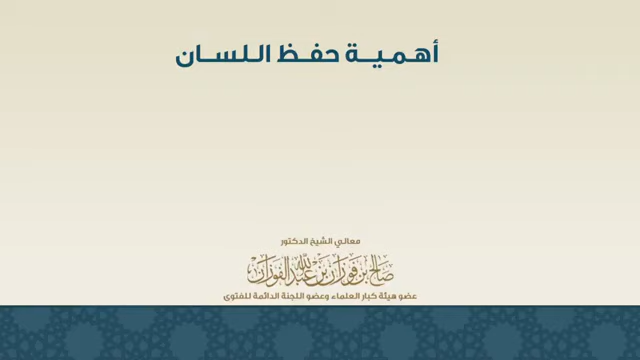 أهمية حفظ اللسان
معالي الشيخ الدكتور
صالح بن فوزان بن عبدالله الفوزان
عضو هيئة كبار العلماء وعضو اللجنة الدائمة للفتوى